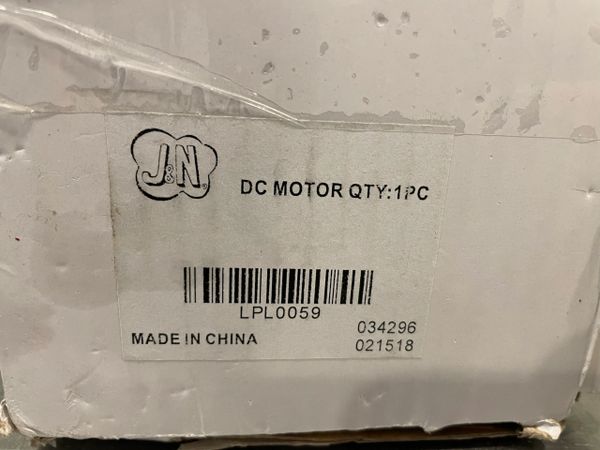 J&N®
DC MOTOR QTY:1PC
LPL0059
MADE IN CHINA
034296
021518